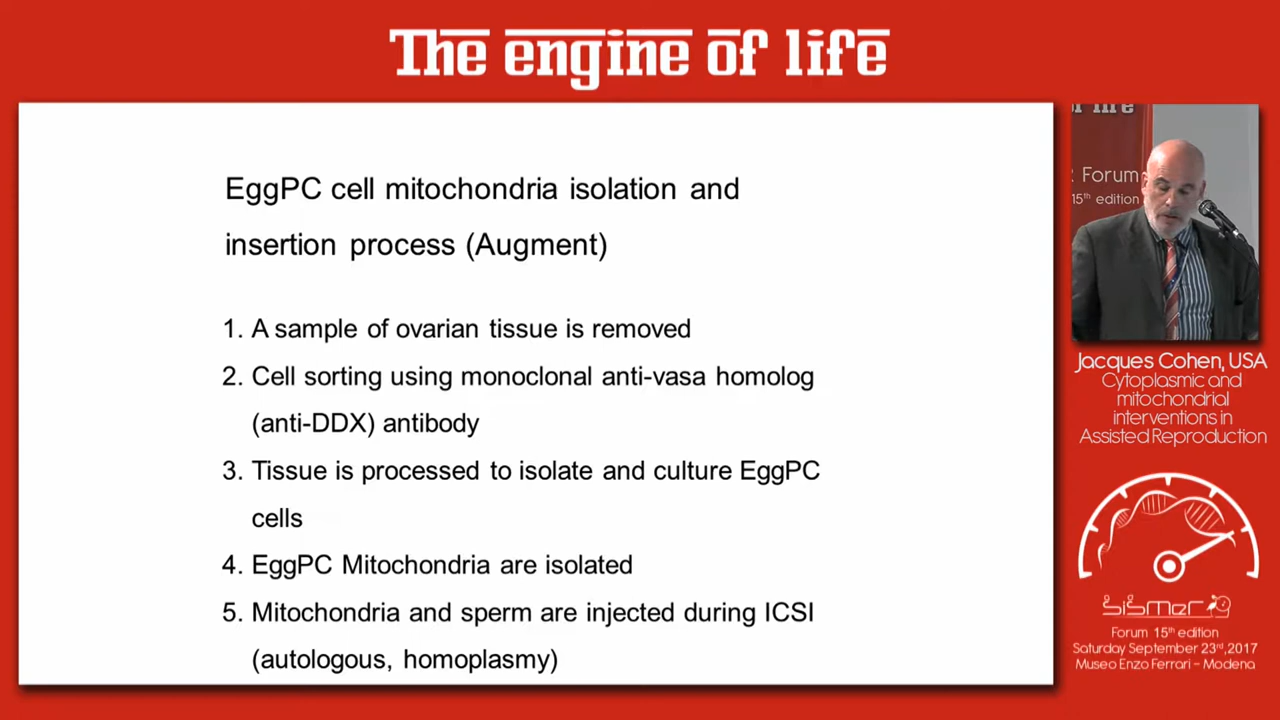 The engine of life
EggPC cell mitochondria isolation and
insertion process (Augment)
1. A sample of ovarian tissue is removed
2. Cell sorting using monoclonal anti-vasa homolog
(anti-DDX) antibody
3. Tissue is processed to isolate and culture EggPC
cells
4. EggPC Mitochondria are isolated
5. Mitochondria and sperm are injected during ICSI
(autologous, homoplasmy)
Forum
15th edition
Jacques Cohen, USA
Cytoplasmic and
mitochondrial
interventions in
Assisted Reproduction
SISMER
Forum 15th edition
Saturday September 23rd,2017
Museo Enzo Ferrari - Modena